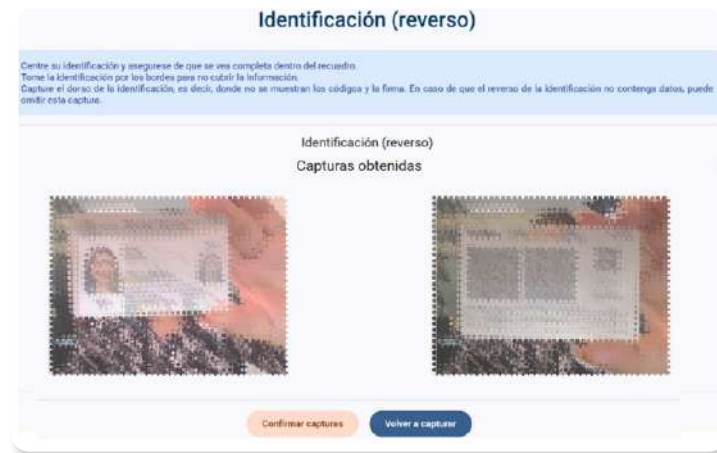 Identificación (reverso)
Centre su identificación y asegurese de que se vea completa dentro del recuadro.
Tome la identificación por los bordes para no cubrir la información.
Capture el dorso de la identificación, es decir, donde no se muestran los códigos y la firma. En caso de que el reverso de la identificación no contenga datos, puede
omitir esta captura.
Identificación (reverso)
Capturas obtenidas
Confirmar capturas
Volver a capturar